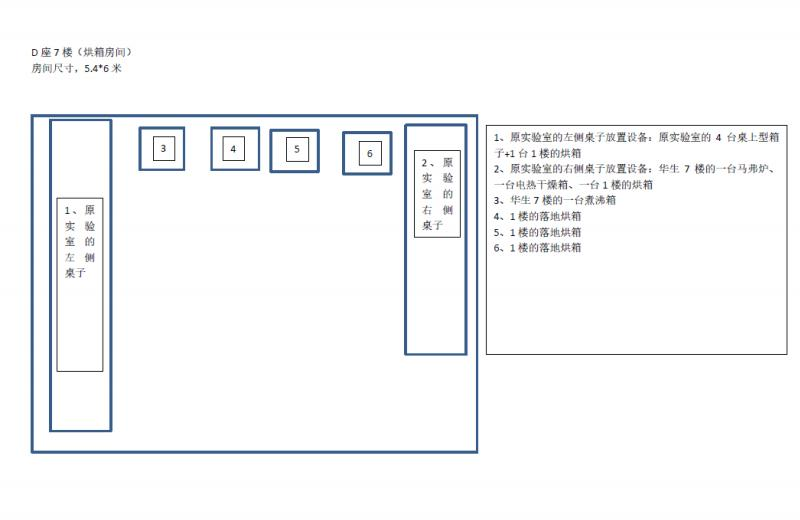 D 座 7 楼（烘箱房间）
房间尺寸，5.4*6 米
3
4
5
6
1、原
实验
室的
左侧
桌子
2、原
实验
室的
右侧
桌子
1、原实验室的左侧桌子放置设备：原实验室的 4 台桌上型箱
子+1 台 1 楼的烘箱
2、原实验室的右侧桌子放置设备：华生 7 楼的一台马弗炉、
一台电热干燥箱、一台 1 楼的烘箱
3、华生 7 楼的一台煮沸箱
4、1 楼的落地烘箱
5、1 楼的落地烘箱
6、1 楼的落地烘箱